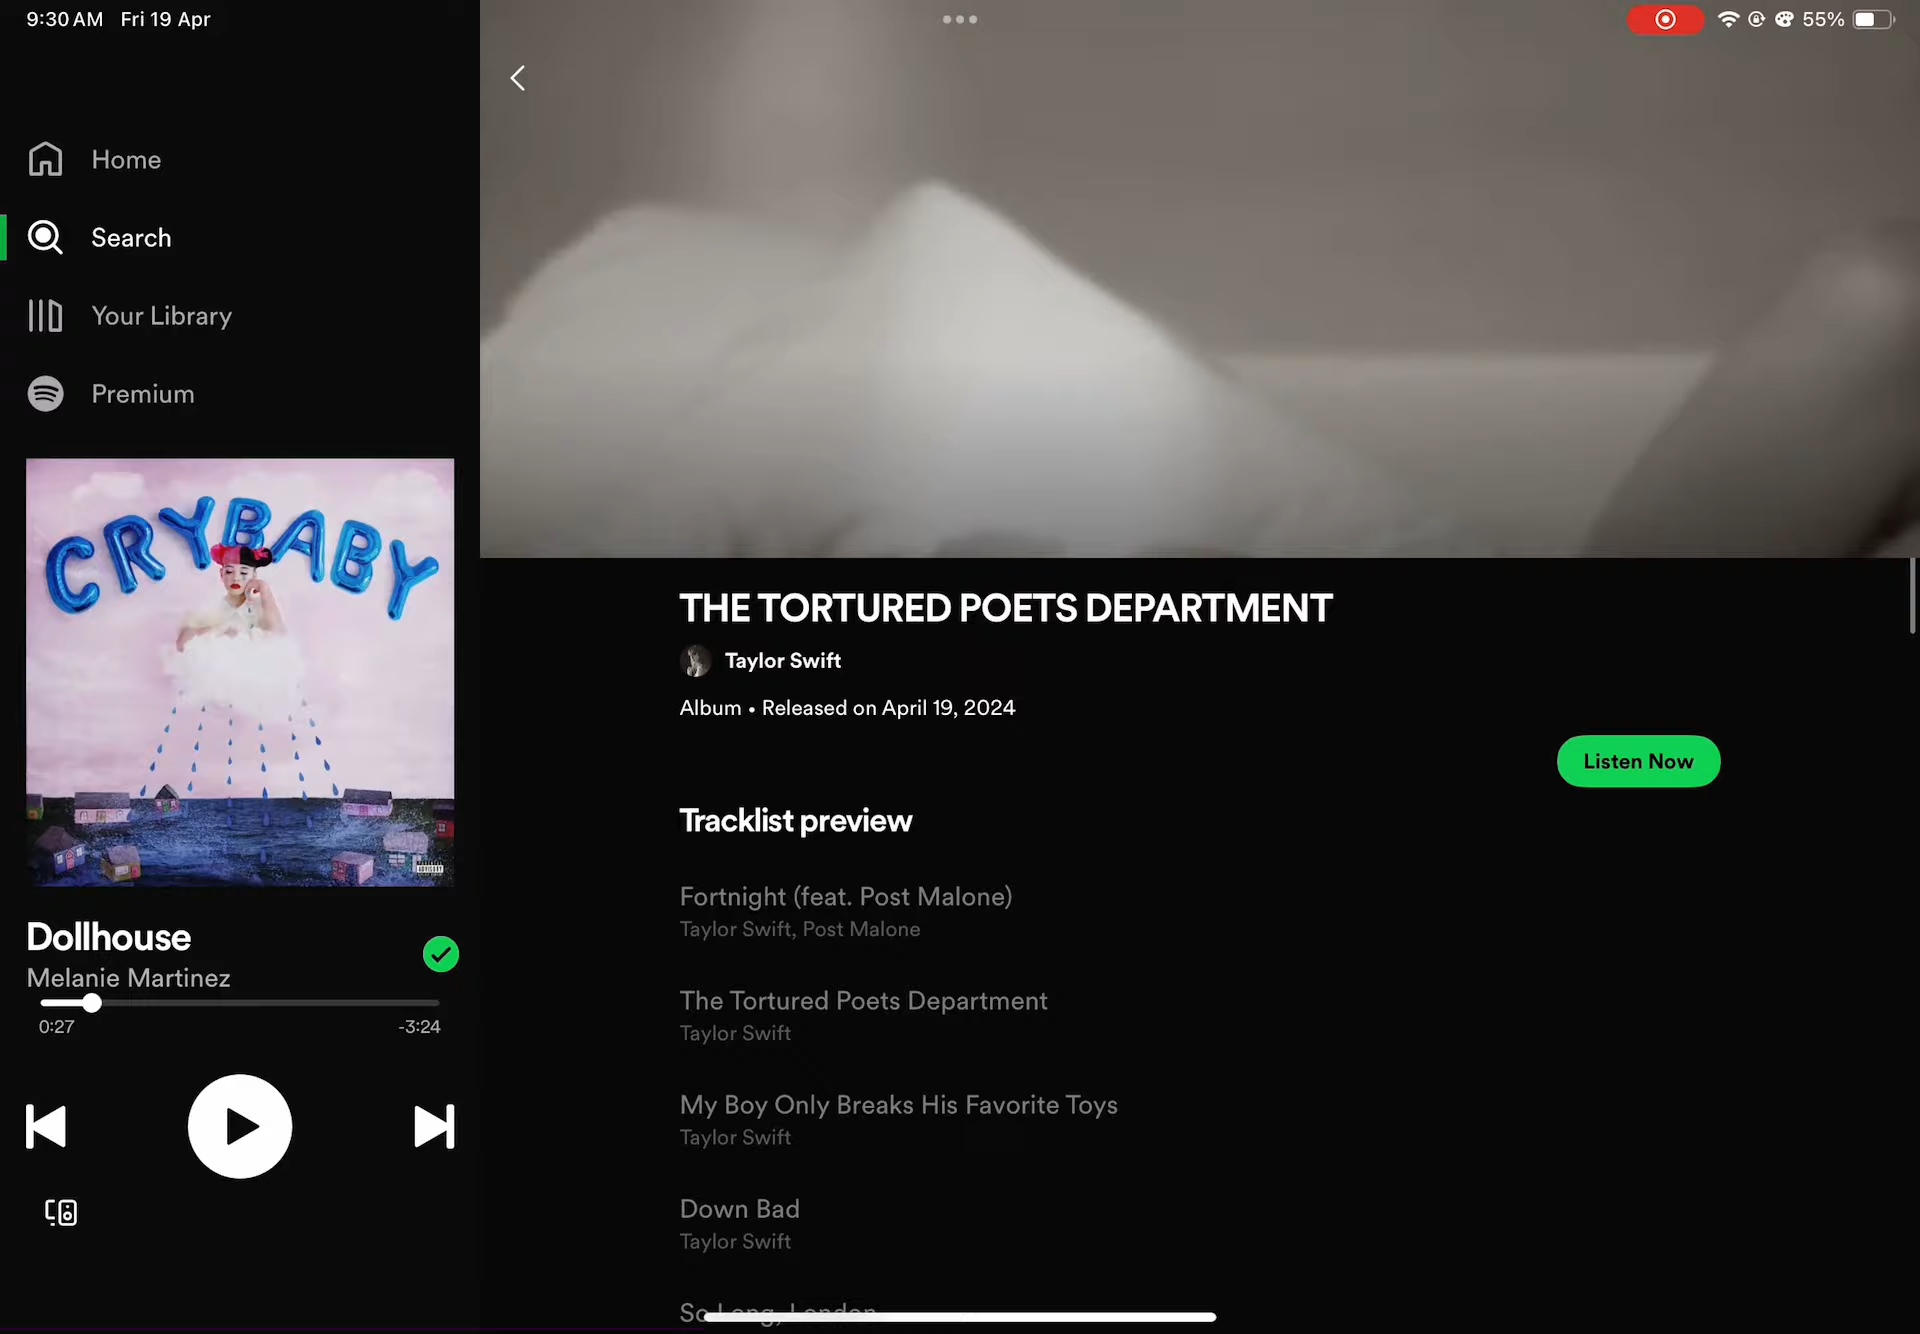 9:30 AM Fri 19 Apr
55%
Home
Search
Your Library
Premium
CRYBABY
Dollhouse
Melanie Martinez
0:27
-3:24
THE TORTURED POETS DEPARTMENT
Taylor Swift
Album • Released on April 19, 2024
Listen Now
Tracklist preview
Fortnight (feat. Post Malone)
Taylor Swift, Post Malone
The Tortured Poets Department
Taylor Swift
My Boy Only Breaks His Favorite Toys
Taylor Swift
Down Bad
Taylor Swift
So Long, London